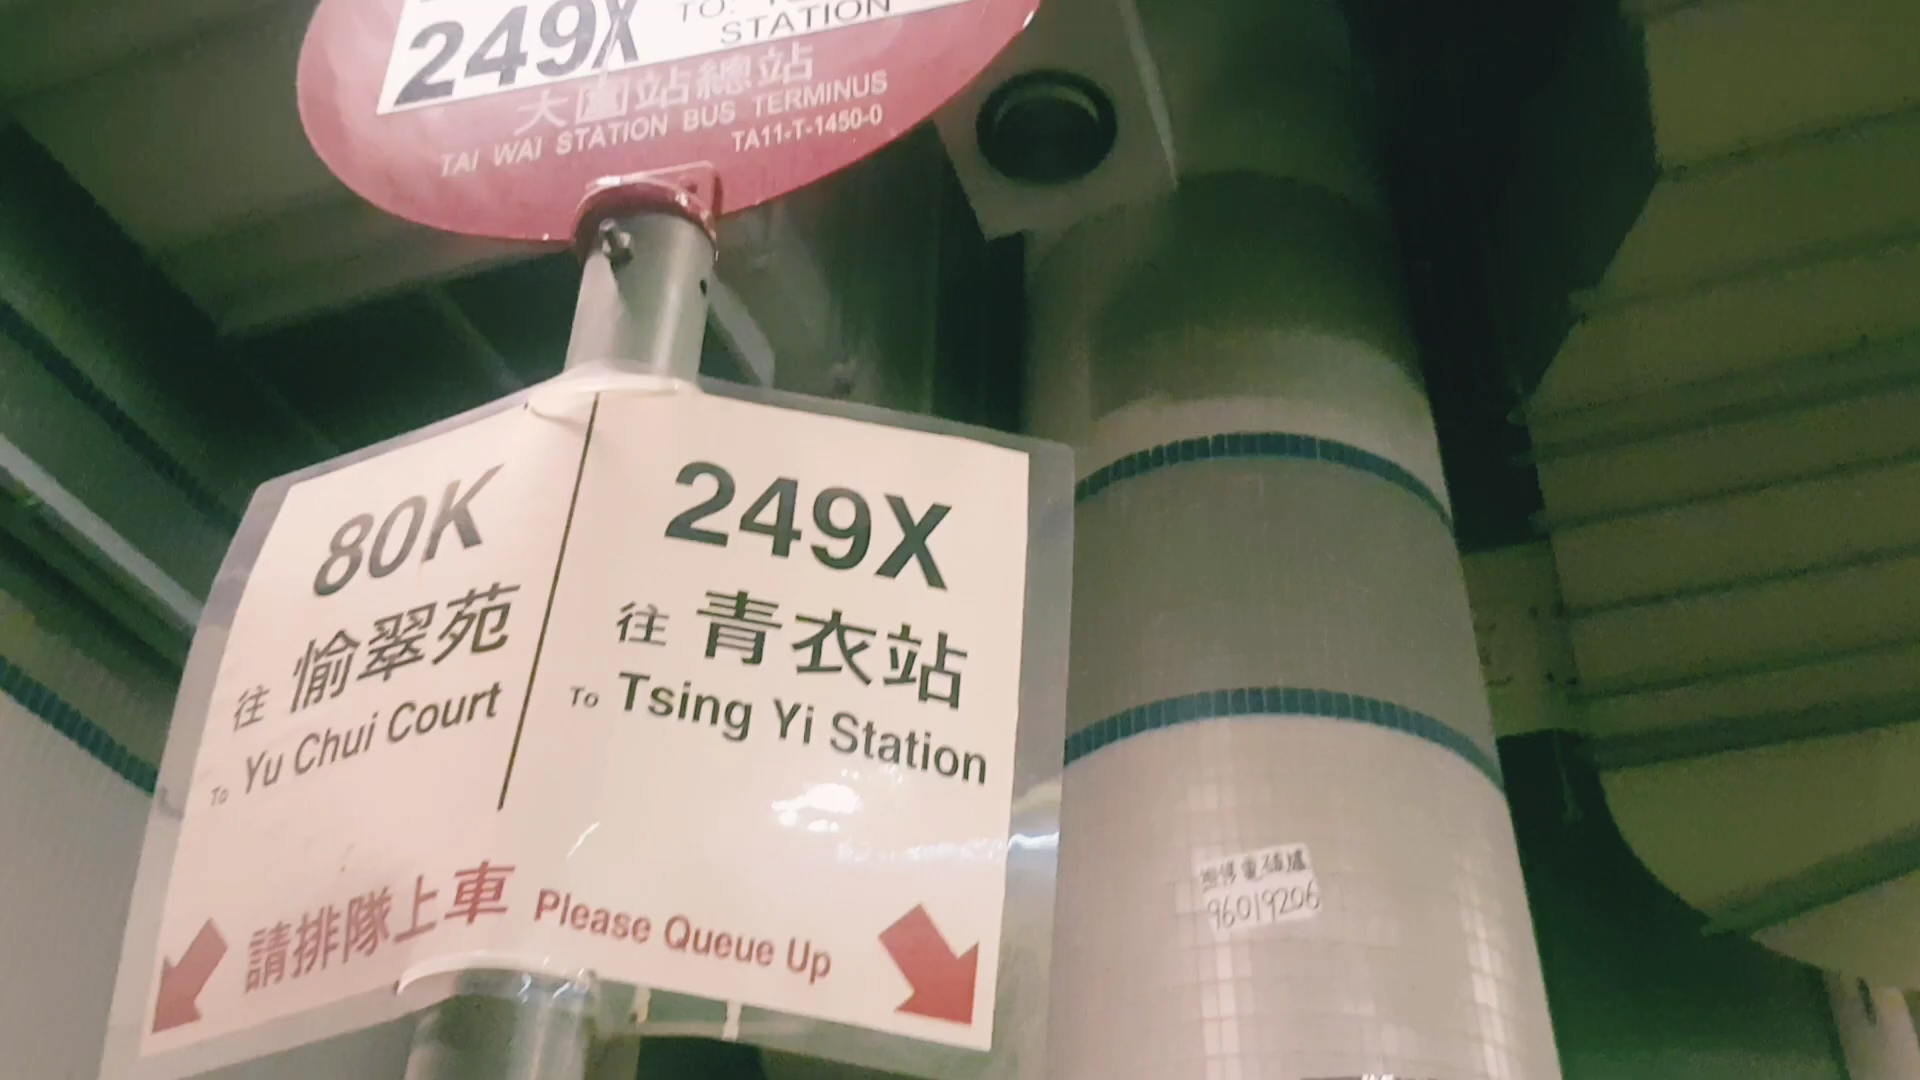 249X
STATION
大圍站總站
TAI WAI STATION BUS TERMINUS
TA11-T-1450-0
80K
往 愉翠苑
To Yu Chui Court
249X
往 青衣站
To Tsing Yi Station
請排隊上車 Please Queue Up
96019206